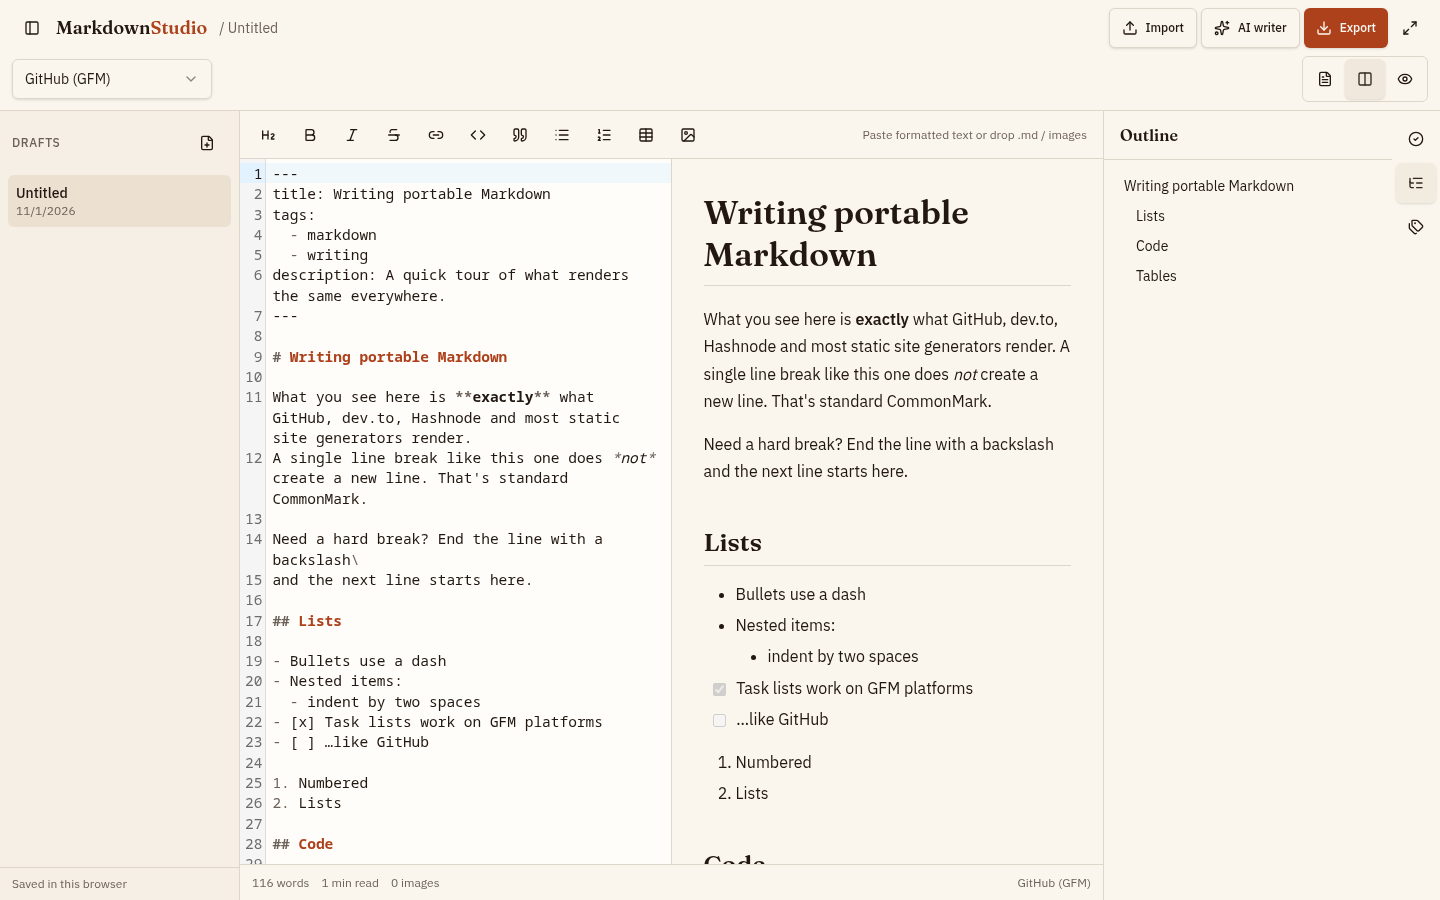 MarkdownStudio / Untitled
Import
AI writer
Export
GitHub (GFM)
DRAFTS
Untitled
11/1/2026
Saved in this browser
H2
Paste formatted text or drop .md / images
1 ---
2 title: Writing portable Markdown
3 tags:
4 - markdown
5 - writing
6 description: A quick tour of what renders
the same everywhere.
7 ---
8
9 # Writing portable Markdown
10
11 What you see here is **exactly** what
GitHub, dev.to, Hashnode and most static
site generators render.
12 A single line break like this one does *not*
create a new line. That's standard
CommonMark.
13
14 Need a hard break? End the line with a
backslash\
15 and the next line starts here.
16
17 ## Lists
18
19 - Bullets use a dash
20 - Nested items:
21 - indent by two spaces
22 - [x] Task lists work on GFM platforms
23 - [ ] …like GitHub
24
25 1. Numbered
26 2. Lists
27
28 ## Code
29
Writing portable
Markdown
What you see here is exactly what GitHub, dev.to,
Hashnode and most static site generators render. A
single line break like this one does not create a
new line. That's standard CommonMark.
Need a hard break? End the line with a backslash
and the next line starts here.
Lists
• Bullets use a dash
• Nested items:
• indent by two spaces
Task lists work on GFM platforms
…like GitHub
1. Numbered
2. Lists
Code
116 words 1 min read 0 images
GitHub (GFM)
Outline
Writing portable Markdown
Lists
Code
Tables